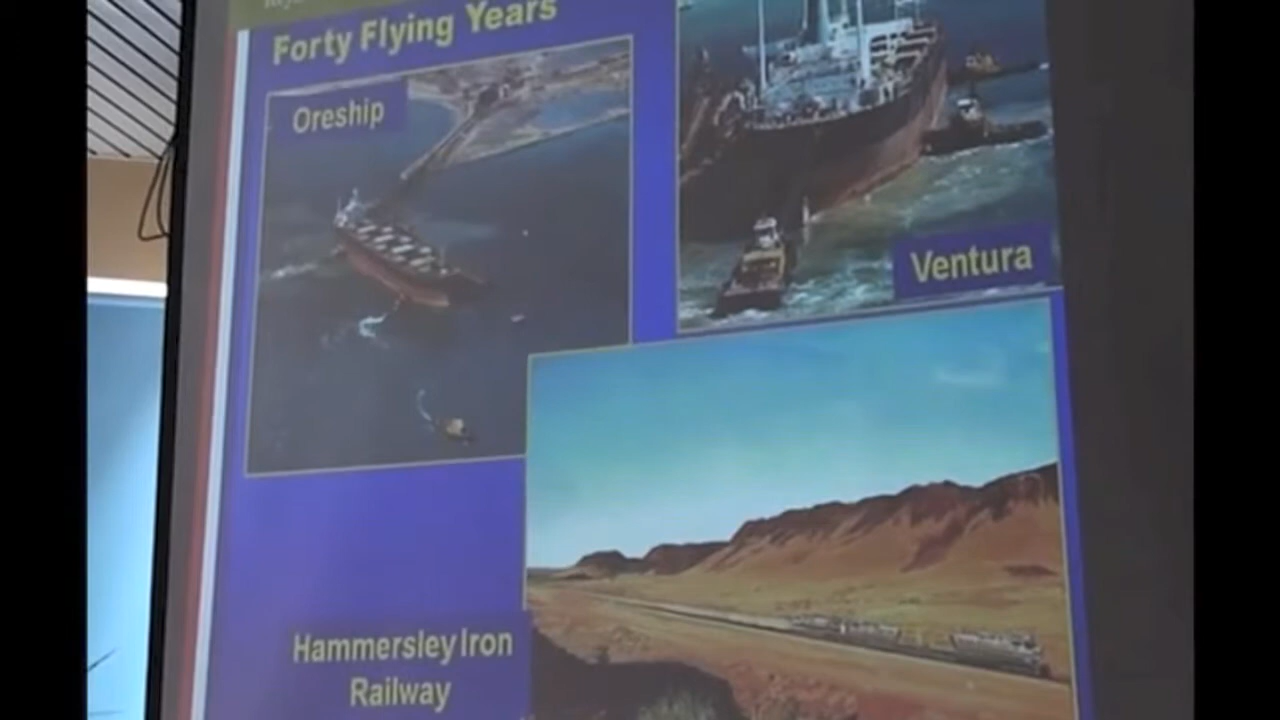 Forty Flying Years
Oreship
Ventura
Hammersley Iron
Railway